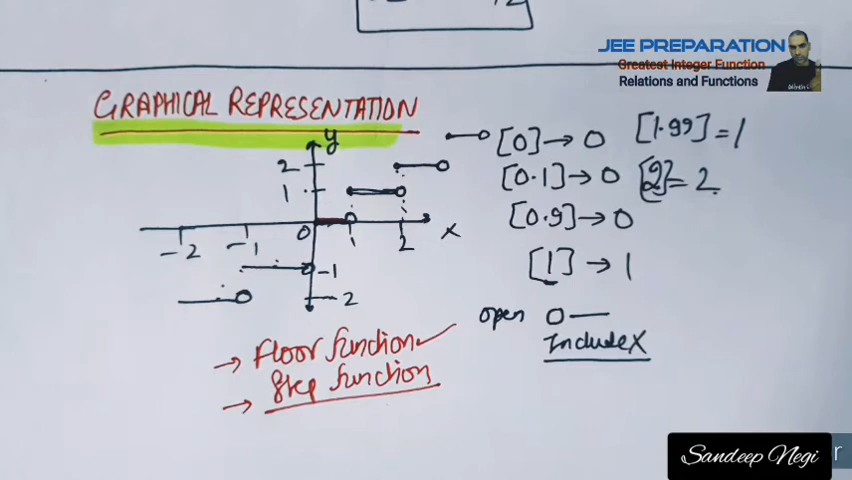 JEE PREPARATION
Greatest Integer Function
Relations and Functions
GRAPHICAL REPRESENTATION
y
2
1
0
-2
-1
1
2
x
-1
-2
[0] → 0
[0.1] → 0
[0.9] → 0
[1] → 1
[1.99] = 1
[2] = 2.
open o—
Include X
→ Floor function ✓
→ Step function
Sandeep Negi
r